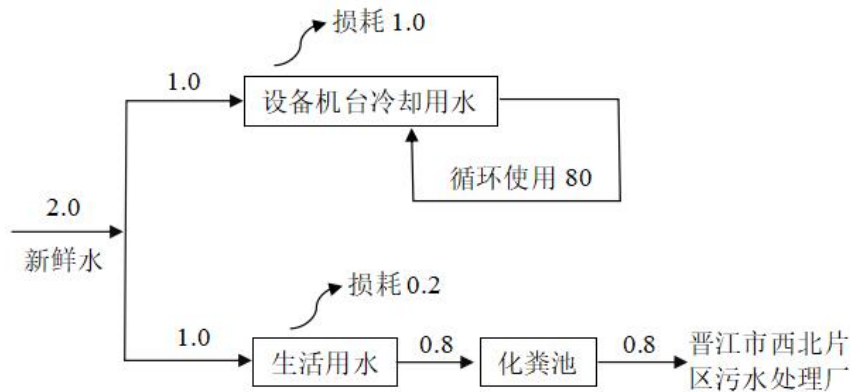 损耗 1.0
1.0
设备机台冷却用水
循环使用 80
2.0
新鲜水
损耗 0.2
1.0
生活用水
0.8
化粪池
0.8
晋江市西北片
区污水处理厂